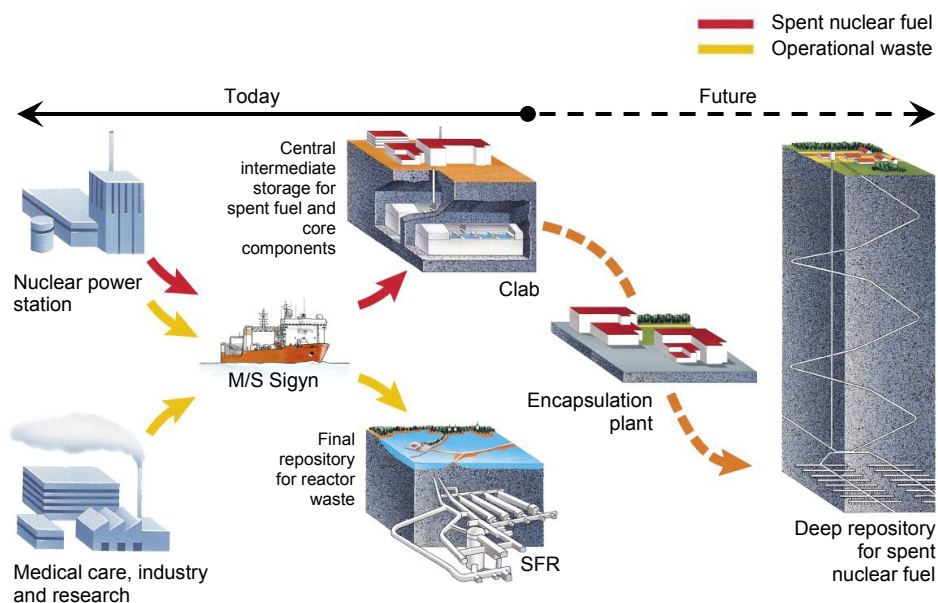 Spent nuclear fuel
Operational waste
Today
Future
Central
intermediate
storage for
spent fuel and
core
components
Nuclear power
station
Clab
M/S Sigyn
Encapsulation
plant
Final
repository
for reactor
waste
SFR
Medical care, industry
and research
Deep repository
for spent
nuclear fuel